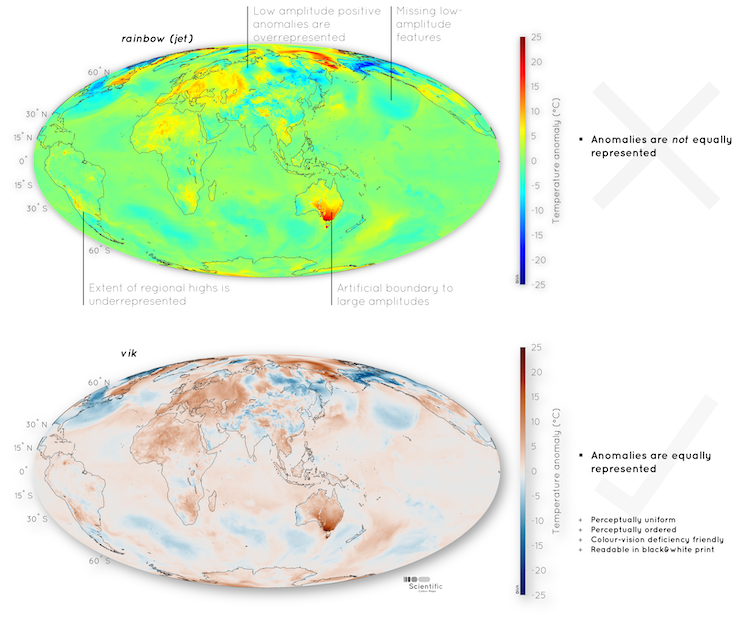 Low amplitude positive
anomalies are
overrepresented
Missing low-
amplitude
features
rainbow (jet)
60°N
30°N
15°N
0°
15°S
30°S
60°S
25
20
15
10
5
0
-5
-10
-15
-20
-25
Temperature anomaly (°C)
▪ Anomalies are not equally
represented
Extent of regional highs is
underrepresented
Artificial boundary to
large amplitudes
vik
60°N
30°N
15°N
0°
15°S
30°S
60°S
25
20
15
10
5
0
-5
-10
-15
-20
-25
Temperature anomaly (°C)
▪ Anomalies are equally
represented
+ Perceptually uniform
+ Perceptually ordered
+ Colour-vision deficiency friendly
+ Readable in black&white print
Scientific
Colour Maps